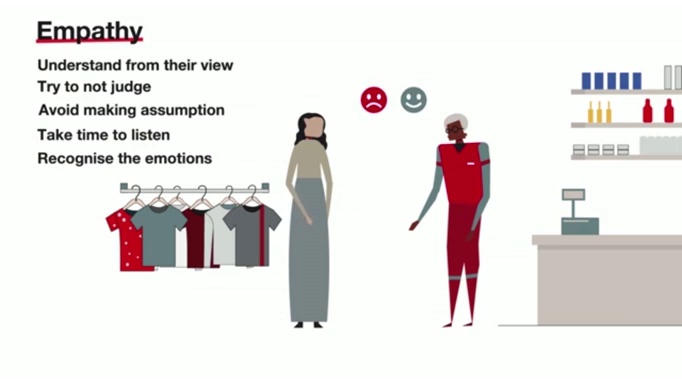 Empathy
Understand from their view
Try to not judge
Avoid making assumption
Take time to listen
Recognise the emotions